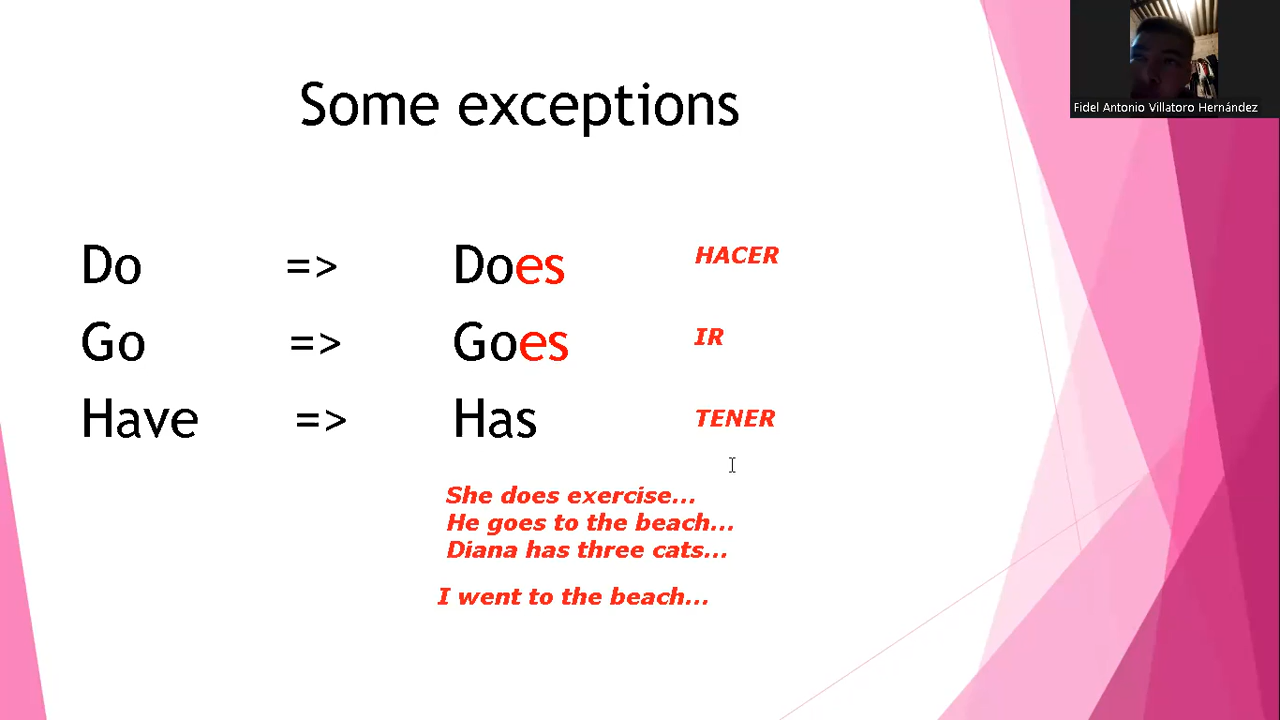 Some exceptions
Fidel Antonio Villatoro Hernández
Do => Does HACER
Go => Goes IR
Have => Has TENER
She does exercise...
He goes to the beach...
Diana has three cats...
I went to the beach...